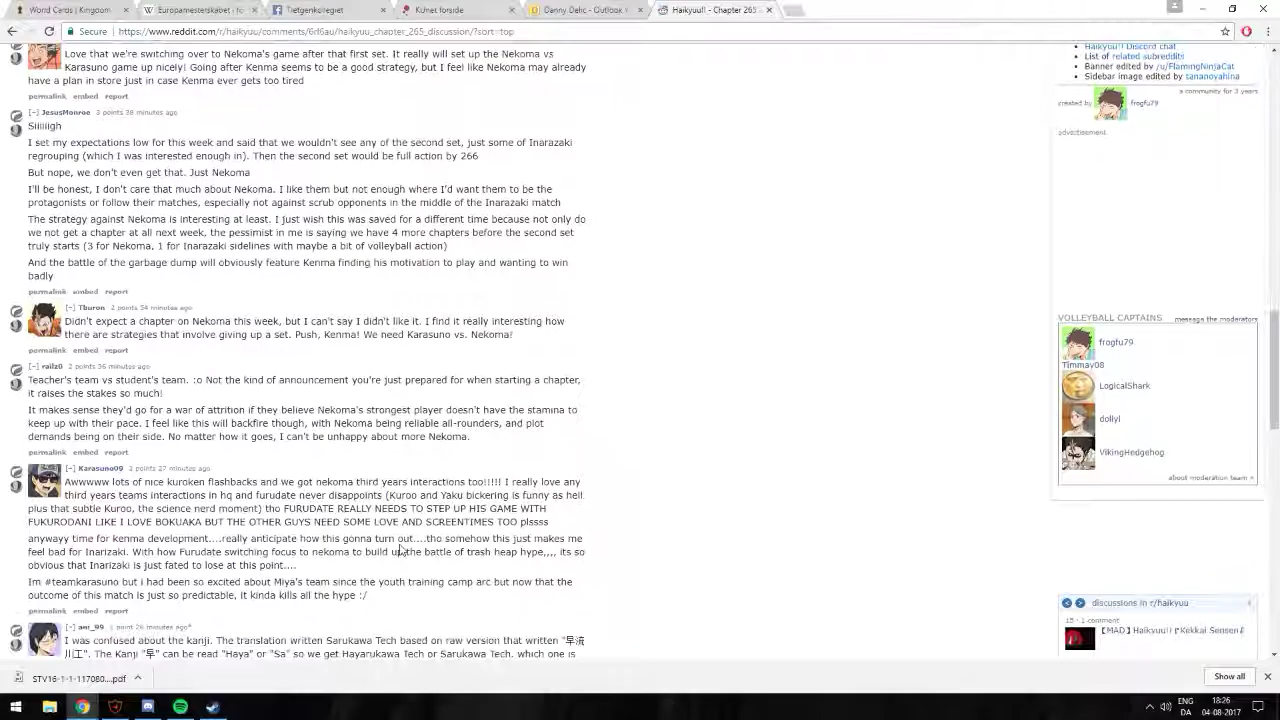 Word Ceros | Kingdom
Europamesterskabet i f
Tietgenkollegiet
KUnet forside
Danny Delic - Outlook
Haikyuu!! - Chapter 265
Secure https://www.reddit.com/r/haikyuu/comments/6rl6au/haikyuu_chapter_265_discussion/?sort=top
Love that we're switching over to Nekoma's game after that first set. It really will set up the Nekoma vs
Karasuno game up nicely! Going after Kenma seems to be a good strategy but it looks like Nekoma may already
have a plan in store just in case Kenma ever gets too tired
permalink embed report
[-] JesusMonroe 3 points 38 minutes ago
Siiiiiigh
I set my expectations low for this week and said that we wouldn't see any of the second set, just some of Inarazaki
regrouping (which I was interested enough in). Then the second set would be full action by 266
But nope, we don't even get that. Just Nekoma
I'll be honest, I don't care that much about Nekoma. I like them but not enough where I'd want them to be the
protagonists or follow their matches, especially not against scrub opponents in the middle of the Inarazaki match
The strategy against Nekoma is interesting at least. I just wish this was saved for a different time because not only do
we not get a chapter at all next week, the pessimist in me is saying we have 4 more chapters before the second set
truly starts (3 for Nekoma, 1 for Inarazaki sidelines with maybe a bit of volleyball action)
And the battle of the garbage dump will obviously feature Kenma finding his motivation to play and wanting to win
badly
permalink embed report
[-] Tburon 2 points 34 minutes ago
Didn't expect a chapter on Nekoma this week, but I can't say I didn't like it. I find it really interesting how
there are strategies that involve giving up a set. Push, Kenma! We need Karasuno vs. Nekoma!
permalink embed report
[-] railz0 2 points 36 minutes ago
Teacher's team vs student's team. :o Not the kind of announcement you're just prepared for when starting a chapter,
it raises the stakes so much!
It makes sense they'd go for a war of attrition if they believe Nekoma's strongest player doesn't have the stamina to
keep up with their pace. I feel like this will backfire though, with Nekoma being reliable all-rounders, and plot
demands being on their side. No matter how it goes, I can't be unhappy about more Nekoma.
permalink embed report
[-] Karasuno09 2 points 27 minutes ago
Awwwww lots of nice kuroken flashbacks and we got nekoma third years interactions too!!!!! I really love any
third years teams interactions in hq and furudate never disappoints (Kuroo and Yaku bickering is funny as hell
plus that subtle Kuroo, the science nerd moment) tho FURUDATE REALLY NEEDS TO STEP UP HIS GAME WITH
FUKURODANI LIKE I LOVE BOKUAKA BUT THE OTHER GUYS NEED SOME LOVE AND SCREENTIMES TOO plssss
anywayy time for kenma development....really anticipate how this gonna turn out....tho somehow this just makes me
feel bad for Inarizaki. With how Furudate switching focus to nekoma to build up the battle of trash heap hype,,,, its so
obvious that Inarizaki is just fated to lose at this point....
Im #teamkarasuno but i had been so excited about Miya's team since the youth training camp arc but now that the
outcome of this match is just so predictable, it kinda kills all the hype :/
permalink embed report
[-] anr_99 1 point 26 minutes ago*
I was confused about the kanji. The translation written Sarukawa Tech based on raw version that written "早流
川工". The Kanji "早" can be read "Haya" or "Sa" so we get Hayakawa Tech or Sarukawa Tech. which one is
Haikyuu!! Discord chat
List of related subreddits
Banner edited by /u/FlamingNinjaCat
Sidebar image edited by tananoyahina
created by frogfu79
a community for 3 years
advertisement
VOLLEYBALL CAPTAINS message the moderators
frogfu79
Timmay08
LogicalShark
dollyl
VikingHedgehog
about moderation team »
discussions in r/haikyuu
15 · 1 comment
【MAD】Haikyuu!!『Kekkai Sensen』
STV16-1-1-117080....pdf
Show all
ENG
DA
18:26
04-08-2017